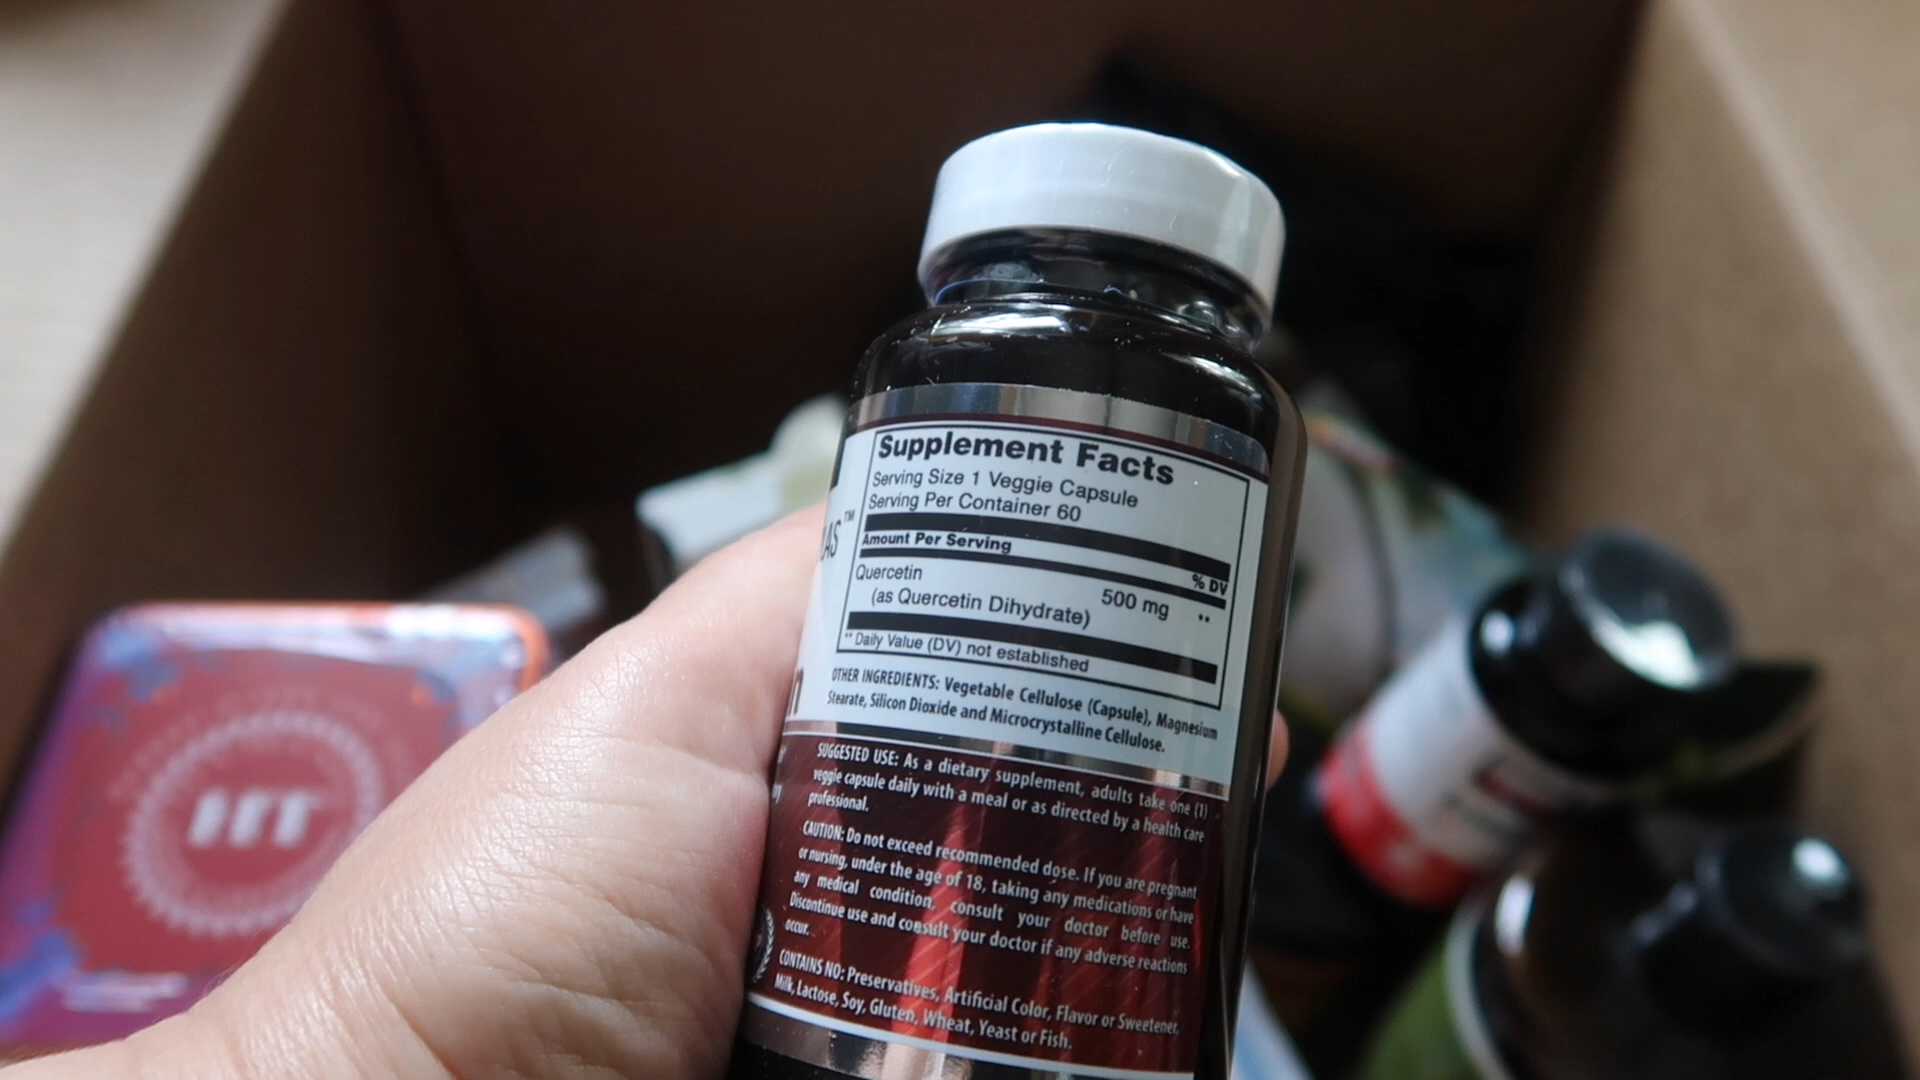 Supplement Facts
Serving Size 1 Veggie Capsule
Serving Per Container 60
Amount Per Serving
% DV
Quercetin
(as Quercetin Dihydrate)
500 mg
**
** Daily Value (DV) not established
OTHER INGREDIENTS: Vegetable Cellulose (Capsule), Magnesium
Stearate, Silicon Dioxide and Microcrystalline Cellulose.
SUGGESTED USE: As a dietary supplement, adults take one (1)
veggie capsule daily with a meal or as directed by a health care
professional.
CAUTION: Do not exceed recommended dose. If you are pregnant
or nursing, under the age of 18, taking any medications or have
any medical condition, consult your doctor before use.
Discontinue use and consult your doctor if any adverse reactions
occur.
CONTAINS NO: Preservatives, Artificial Color, Flavor or Sweetener,
Milk, Lactose, Soy, Gluten, Wheat, Yeast or Fish.